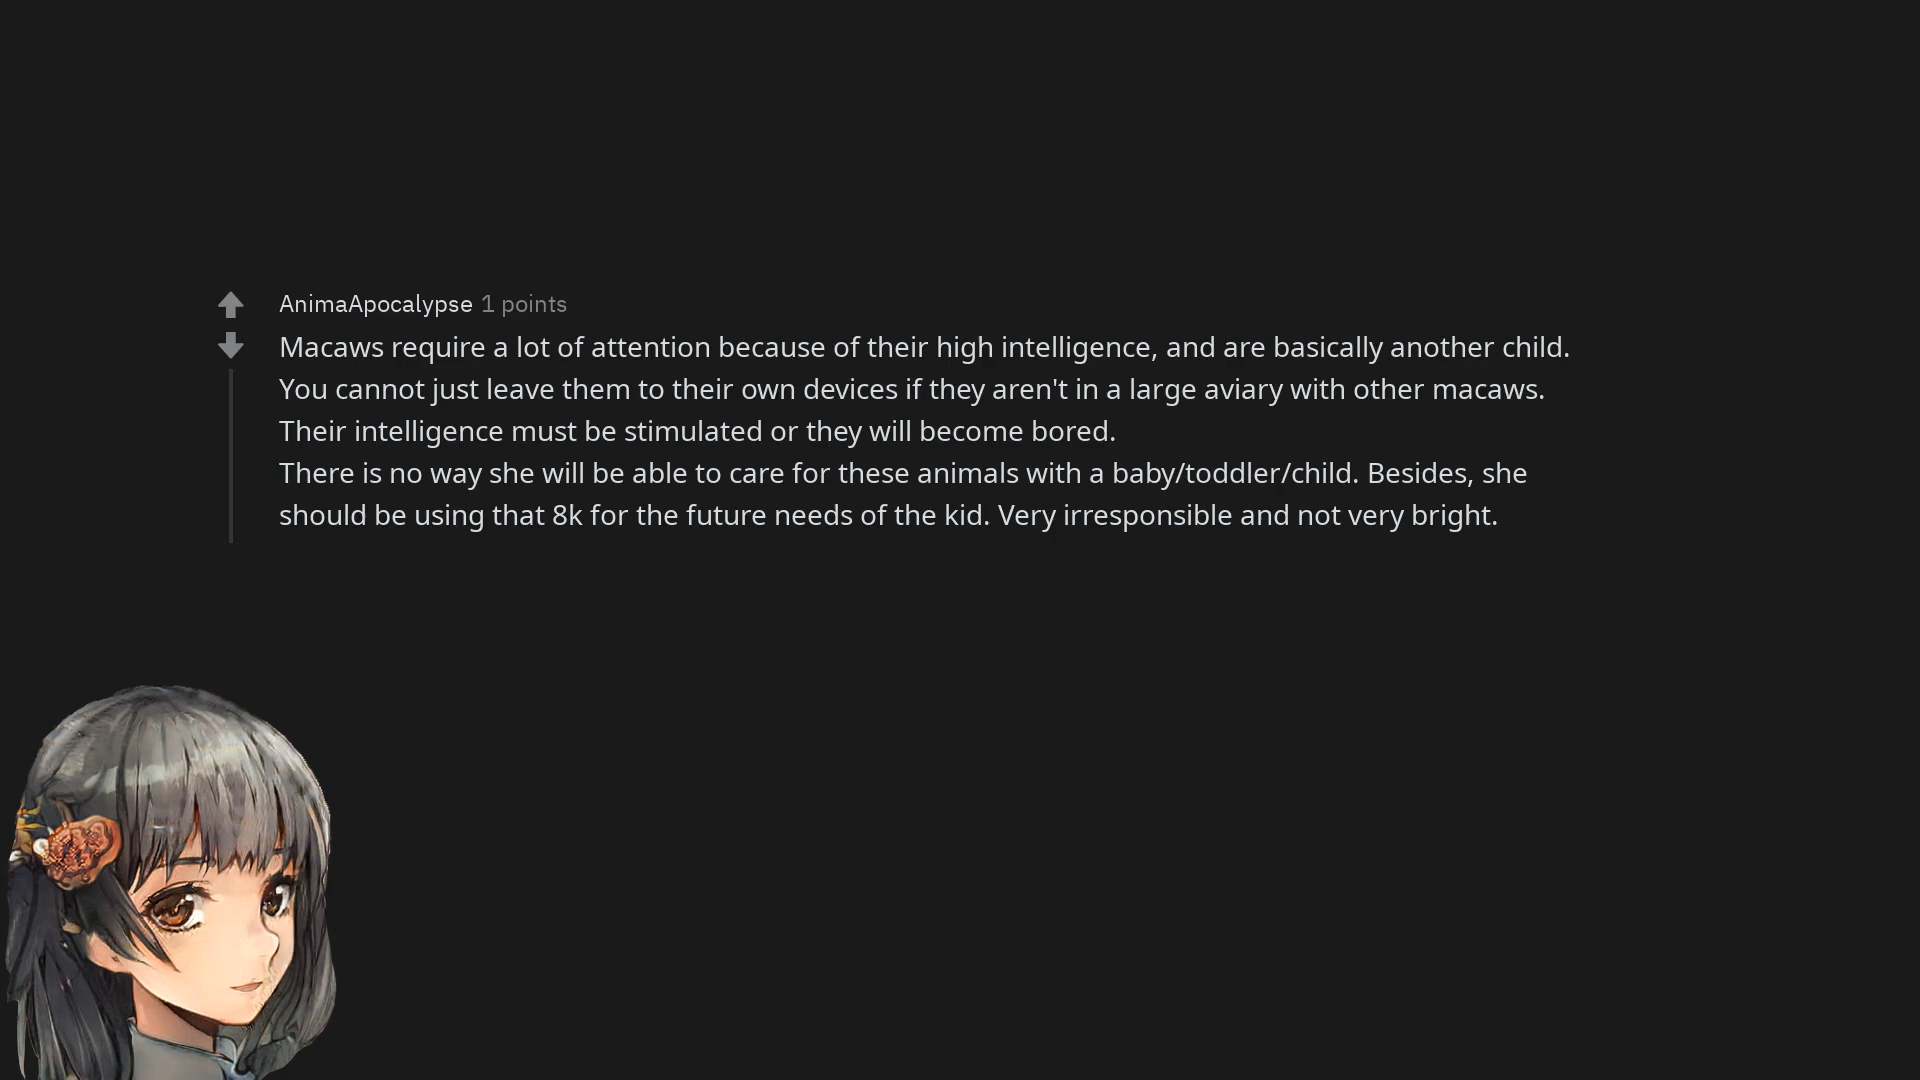 AnimaApocalypse 1 points
Macaws require a lot of attention because of their high intelligence, and are basically another child.
You cannot just leave them to their own devices if they aren't in a large aviary with other macaws.
Their intelligence must be stimulated or they will become bored.
There is no way she will be able to care for these animals with a baby/toddler/child. Besides, she
should be using that 8k for the future needs of the kid. Very irresponsible and not very bright.